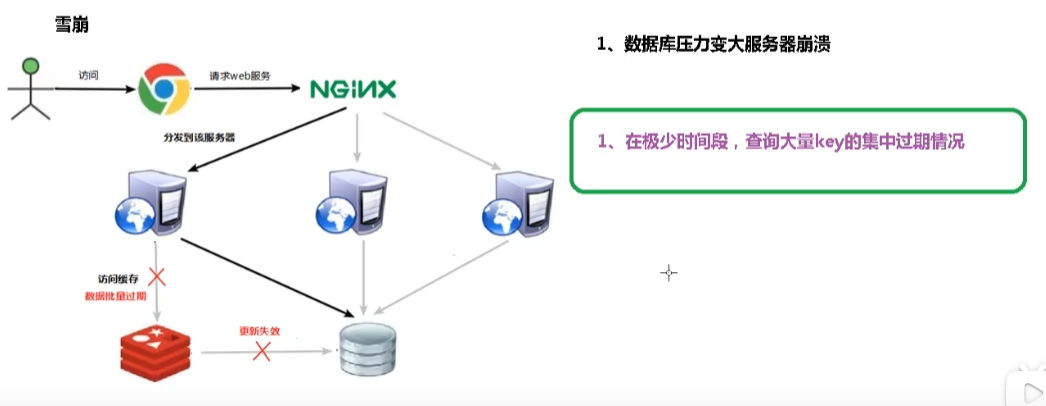 雪崩
1、数据库压力变大服务器崩溃
访问
请求web服务
NGINX
1、在极少时间段，查询大量key的集中过期情况
分发到该服务器
访问缓存
数据批量过期
更新失效